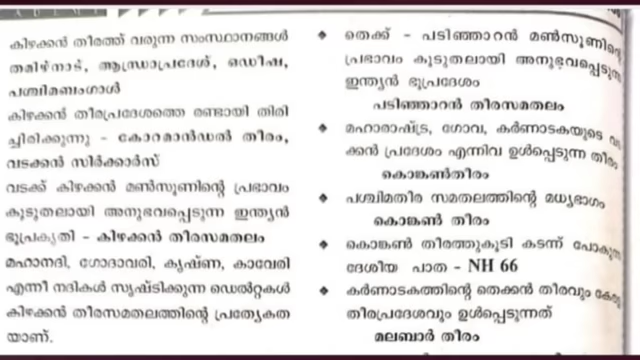 കിഴക്കൻ തീരത്ത് വരുന്ന സംസ്ഥാനങ്ങൾ
തമിഴ്നാട്, ആന്ധ്രാപ്രദേശ്, ഒഡീഷ,
പശ്ചിമബംഗാൾ
കിഴക്കൻ തീരപ്രദേശത്തെ രണ്ടായി തിരി
ച്ചിരിക്കുന്നു - കോറമാൻഡൽ തീരം,
വടക്കൻ സിർക്കാർസ്
വടക്ക് കിഴക്കൻ മൺസൂണിന്റെ പ്രഭാവം
കൂടുതലായി അനുഭവപ്പെടുന്ന ഇന്ത്യൻ
ഭൂപ്രകൃതി - കിഴക്കൻ തീരസമതലം
മഹാനദി, ഗോദാവരി, കൃഷ്ണ, കാവേരി
എന്നീ നദികൾ സൃഷ്ടിക്കുന്ന ഡെൽറ്റകൾ
കിഴക്കൻ തീരസമതലത്തിന്റെ പ്രത്യേകത
യാണ്.
◆ തെക്ക് - പടിഞ്ഞാറൻ മൺസൂണിന്റെ
പ്രഭാവം കൂടുതലായി അനുഭവപ്പെടുന്ന
ഇന്ത്യൻ ഭൂപ്രദേശം
പടിഞ്ഞാറൻ തീരസമതലം
◆ മഹാരാഷ്ട്ര, ഗോവ, കർണാടകയുടെ
ക്കൻ പ്രദേശം എന്നിവ ഉൾപ്പെടുന്ന തീരം
കൊങ്കൺതീരം
◆ പശ്ചിമതീര സമതലത്തിന്റെ മധ്യഭാഗം
കൊങ്കൺ തീരം
◆ കൊങ്കൺ തീരത്തുകൂടി കടന്ന് പോകുന്ന
ദേശീയ പാത - NH 66
◆ കർണാടകത്തിന്റെ തെക്കൻ തീരവും
തീരപ്രദേശവും ഉൾപ്പെടുന്നത്
മലബാർ തീരം